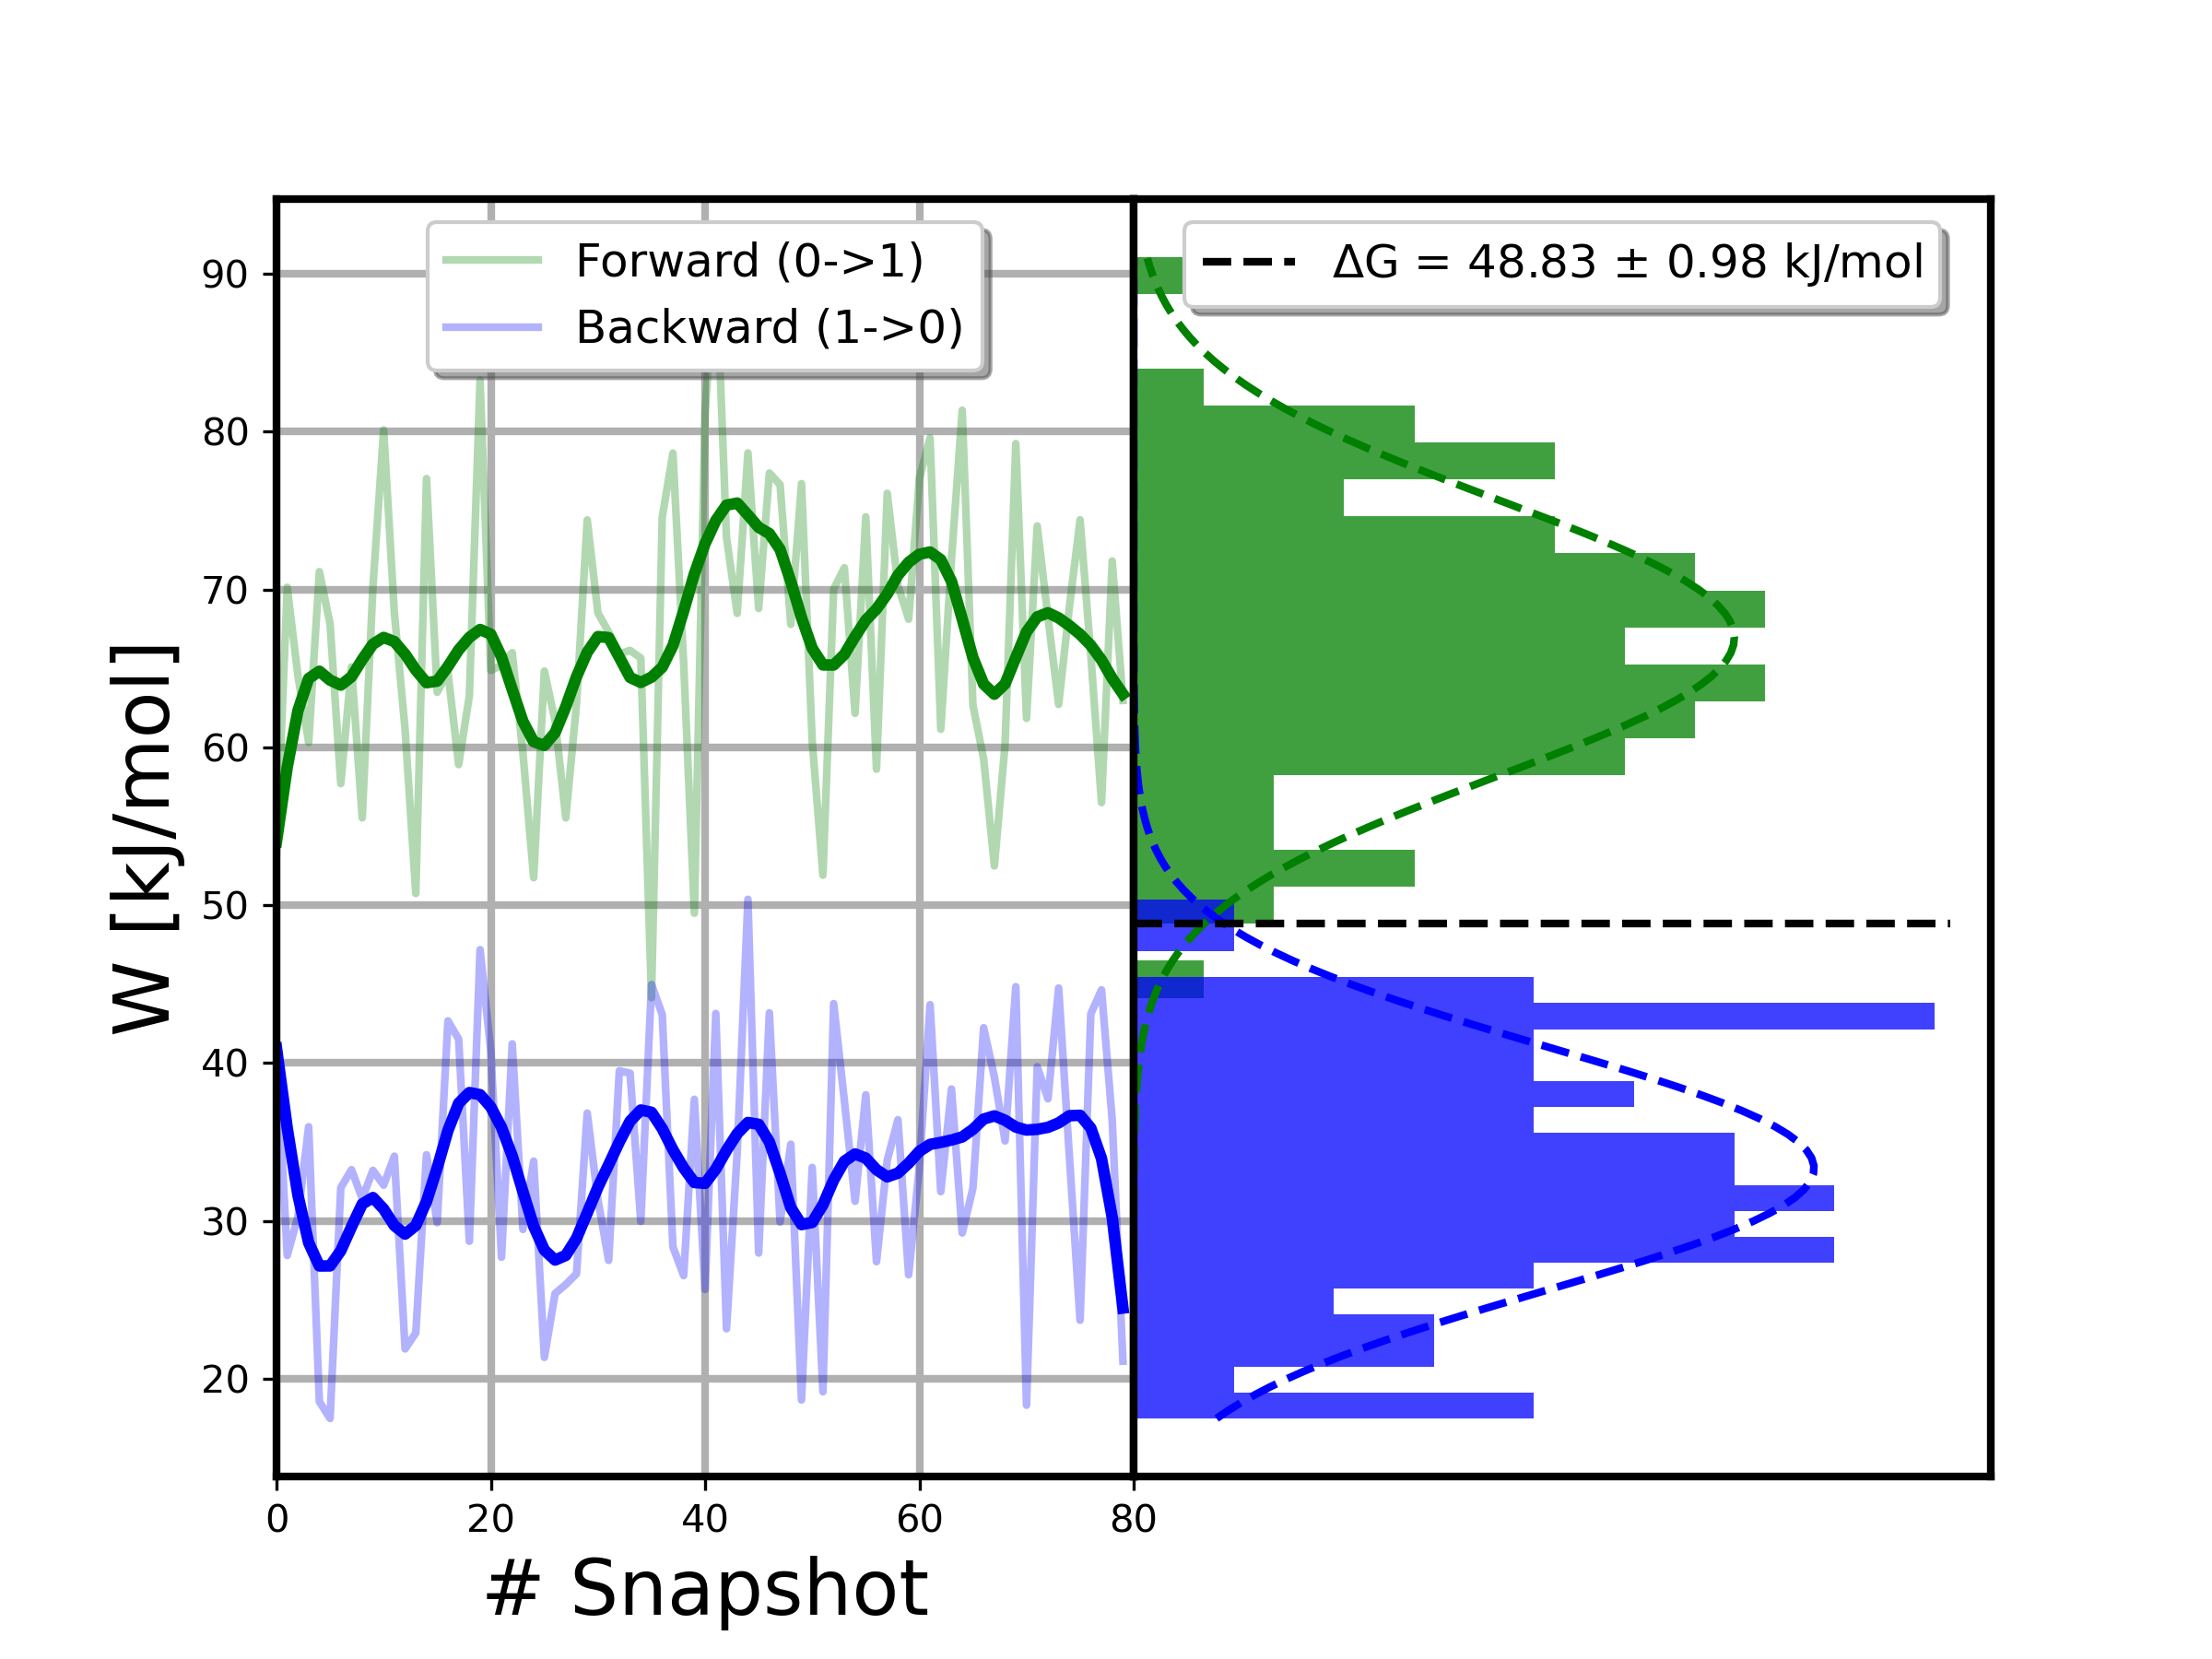 Forward (0->1)
Backward (1->0)
ΔG = 48.83 ± 0.98 kJ/mol
90
80
70
60
50
40
30
20
W [kJ/mol]
0 20 40 60 80
# Snapshot